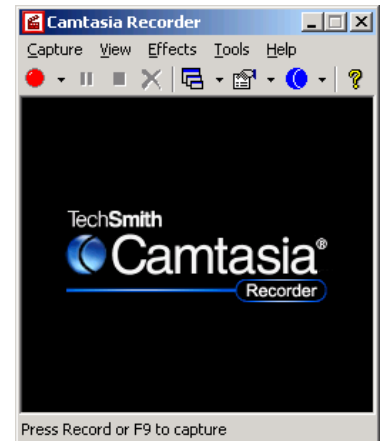 Camtasia Recorder
Capture View Effects Tools Help
TechSmith
Camtasia®
Recorder
Press Record or F9 to capture